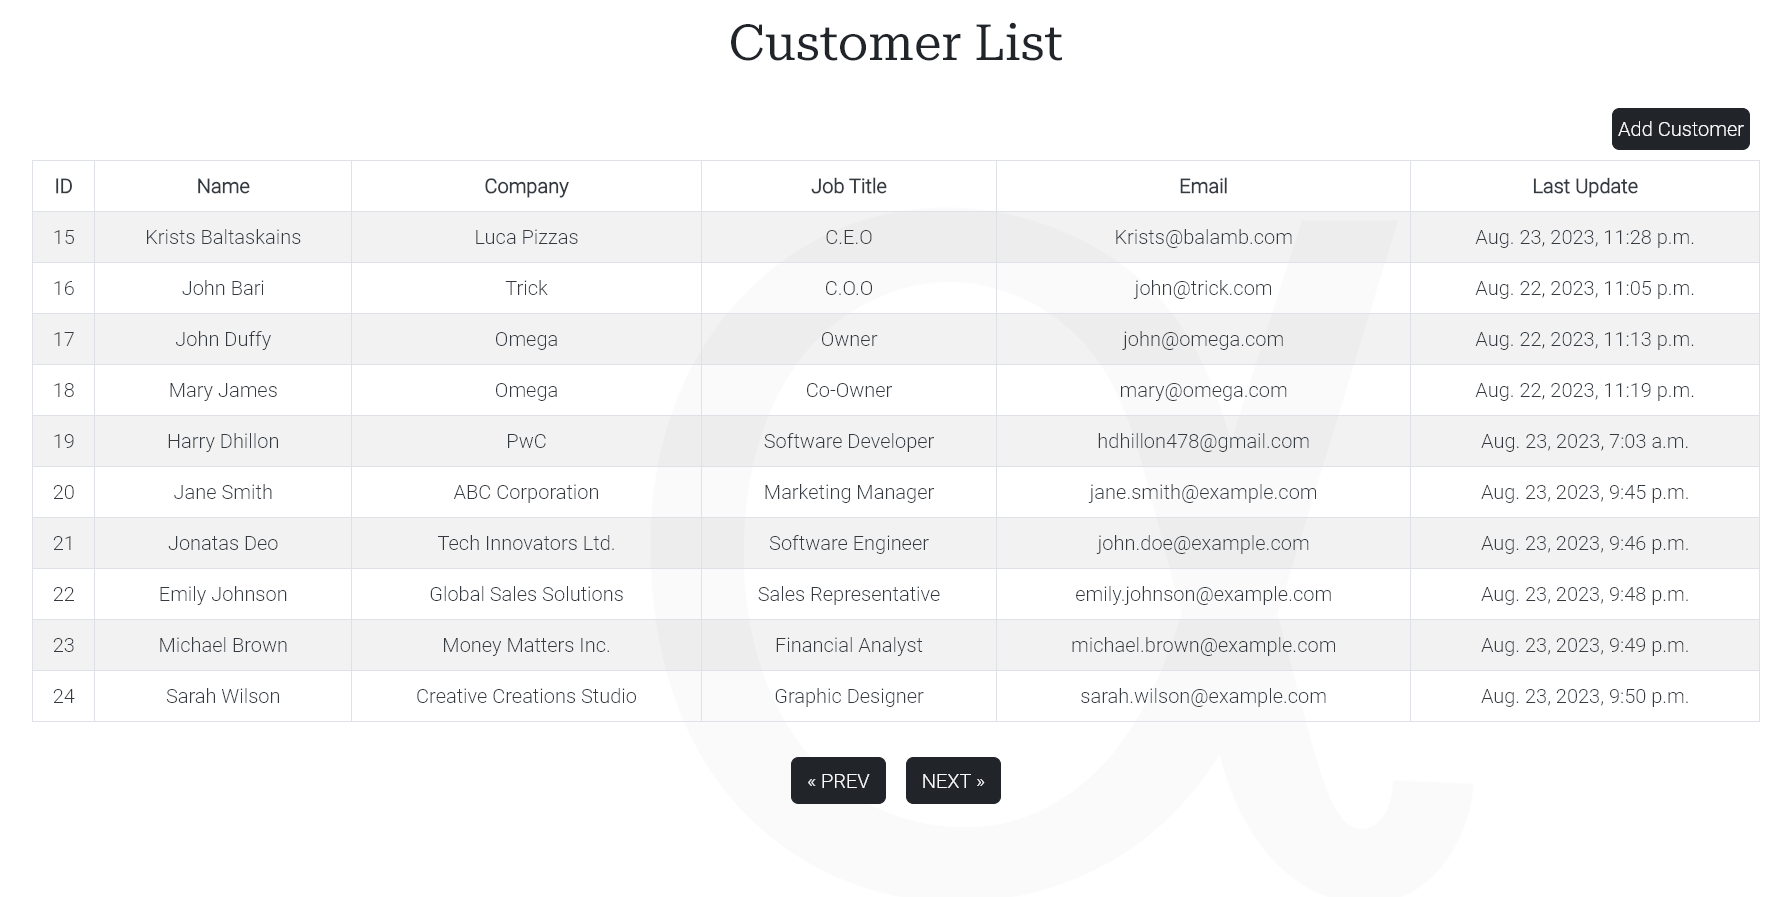 Customer List
Add Customer
ID Name Company Job Title Email Last Update
15 Krists Baltaskains Luca Pizzas C.E.O Krists@balamb.com Aug. 23, 2023, 11:28 p.m.
16 John Bari Trick C.O.O john@trick.com Aug. 22, 2023, 11:05 p.m.
17 John Duffy Omega Owner john@omega.com Aug. 22, 2023, 11:13 p.m.
18 Mary James Omega Co-Owner mary@omega.com Aug. 22, 2023, 11:19 p.m.
19 Harry Dhillon PwC Software Developer hdhillon478@gmail.com Aug. 23, 2023, 7:03 a.m.
20 Jane Smith ABC Corporation Marketing Manager jane.smith@example.com Aug. 23, 2023, 9:45 p.m.
21 Jonatas Deo Tech Innovators Ltd. Software Engineer john.doe@example.com Aug. 23, 2023, 9:46 p.m.
22 Emily Johnson Global Sales Solutions Sales Representative emily.johnson@example.com Aug. 23, 2023, 9:48 p.m.
23 Michael Brown Money Matters Inc. Financial Analyst michael.brown@example.com Aug. 23, 2023, 9:49 p.m.
24 Sarah Wilson Creative Creations Studio Graphic Designer sarah.wilson@example.com Aug. 23, 2023, 9:50 p.m.
« PREV NEXT »